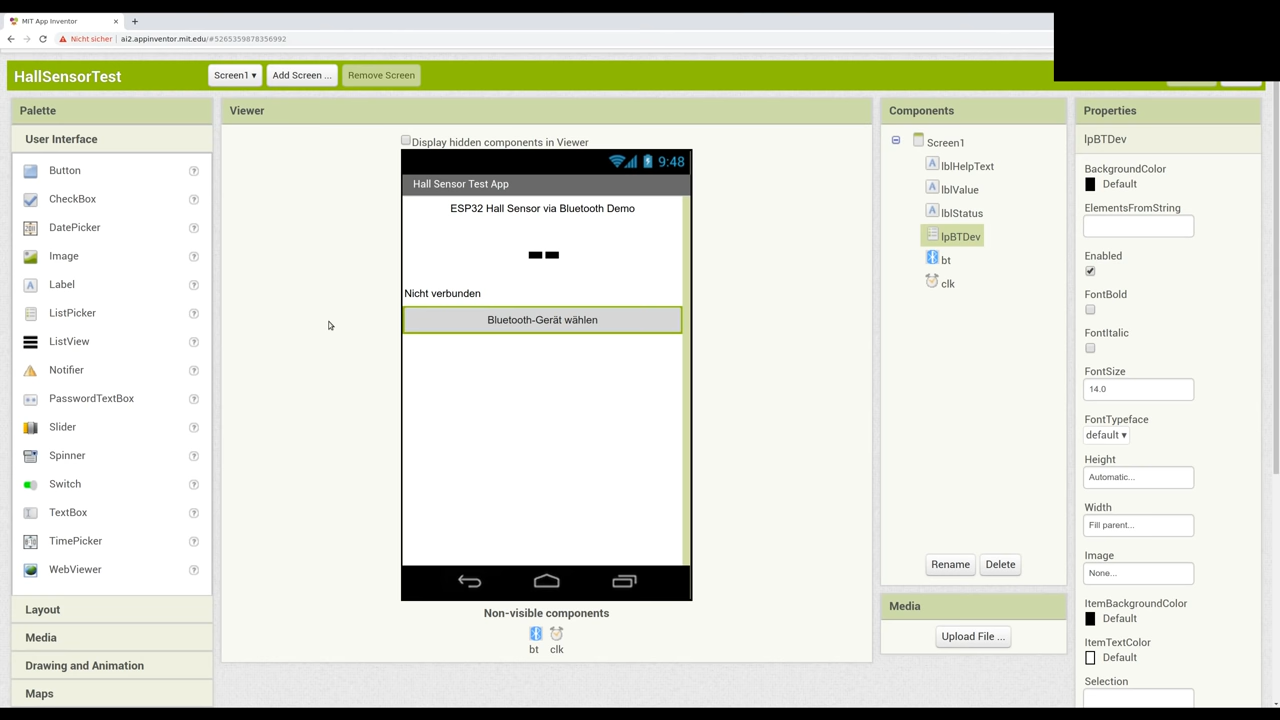 MIT App Inventor
Nicht sicher
ai2.appinventor.mit.edu/#5265359878356992
HallSensorTest
Screen1 ▾
Add Screen ...
Remove Screen
Palette
User Interface
Button
CheckBox
DatePicker
Image
Label
ListPicker
ListView
Notifier
PasswordTextBox
Slider
Spinner
Switch
TextBox
TimePicker
WebViewer
Layout
Media
Drawing and Animation
Maps
Viewer
Display hidden components in Viewer
9:48
Hall Sensor Test App
ESP32 Hall Sensor via Bluetooth Demo
--
Nicht verbunden
Bluetooth-Gerät wählen
Non-visible components
bt
clk
Components
Screen1
lblHelpText
lblValue
lblStatus
lpBTDev
bt
clk
Rename
Delete
Media
Upload File ...
Properties
lpBTDev
BackgroundColor
Default
ElementsFromString
Enabled
FontBold
FontItalic
FontSize
14.0
FontTypeface
default ▾
Height
Automatic...
Width
Fill parent...
Image
None...
ItemBackgroundColor
Default
ItemTextColor
Default
Selection